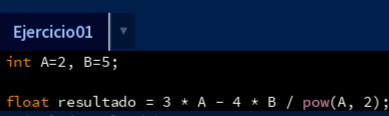 Ejercicio01
int A=2, B=5;
float resultado = 3 * A - 4 * B / pow(A, 2);